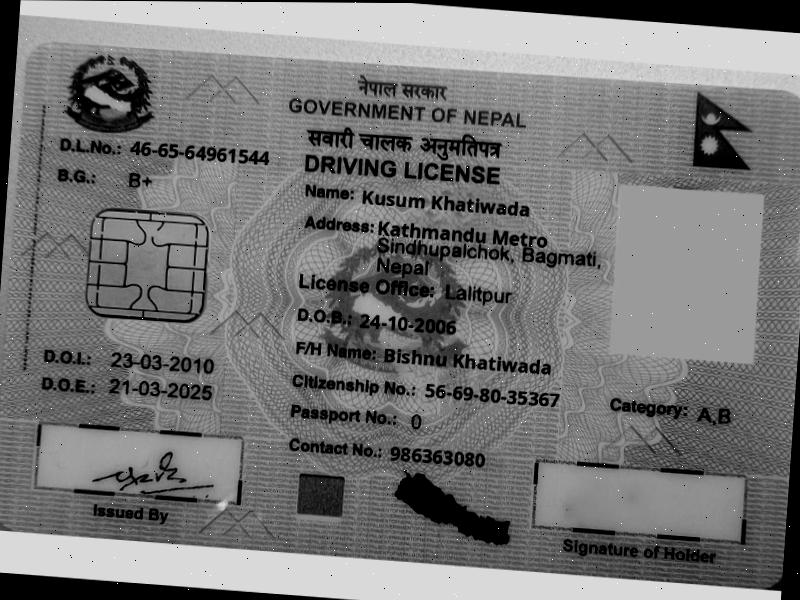 नेपाल सरकार
GOVERNMENT OF NEPAL
सवारी चालक अनुमतिपत्र
DRIVING LICENSE
D.L.No.: 46-65-64961544
B.G.: B+
Name: Kusum Khatiwada
Address: Kathmandu Metro
Sindhupalchok, Bagmati,
Nepal
License Office: Lalitpur
D.O.B.: 24-10-2006
F/H Name: Bishnu Khatiwada
D.O.I.: 23-03-2010
D.O.E.: 21-03-2025
Citizenship No.: 56-69-80-35367
Category: A,B
Passport No.: 0
Contact No.: 986363080
Issued By
Signature of Holder